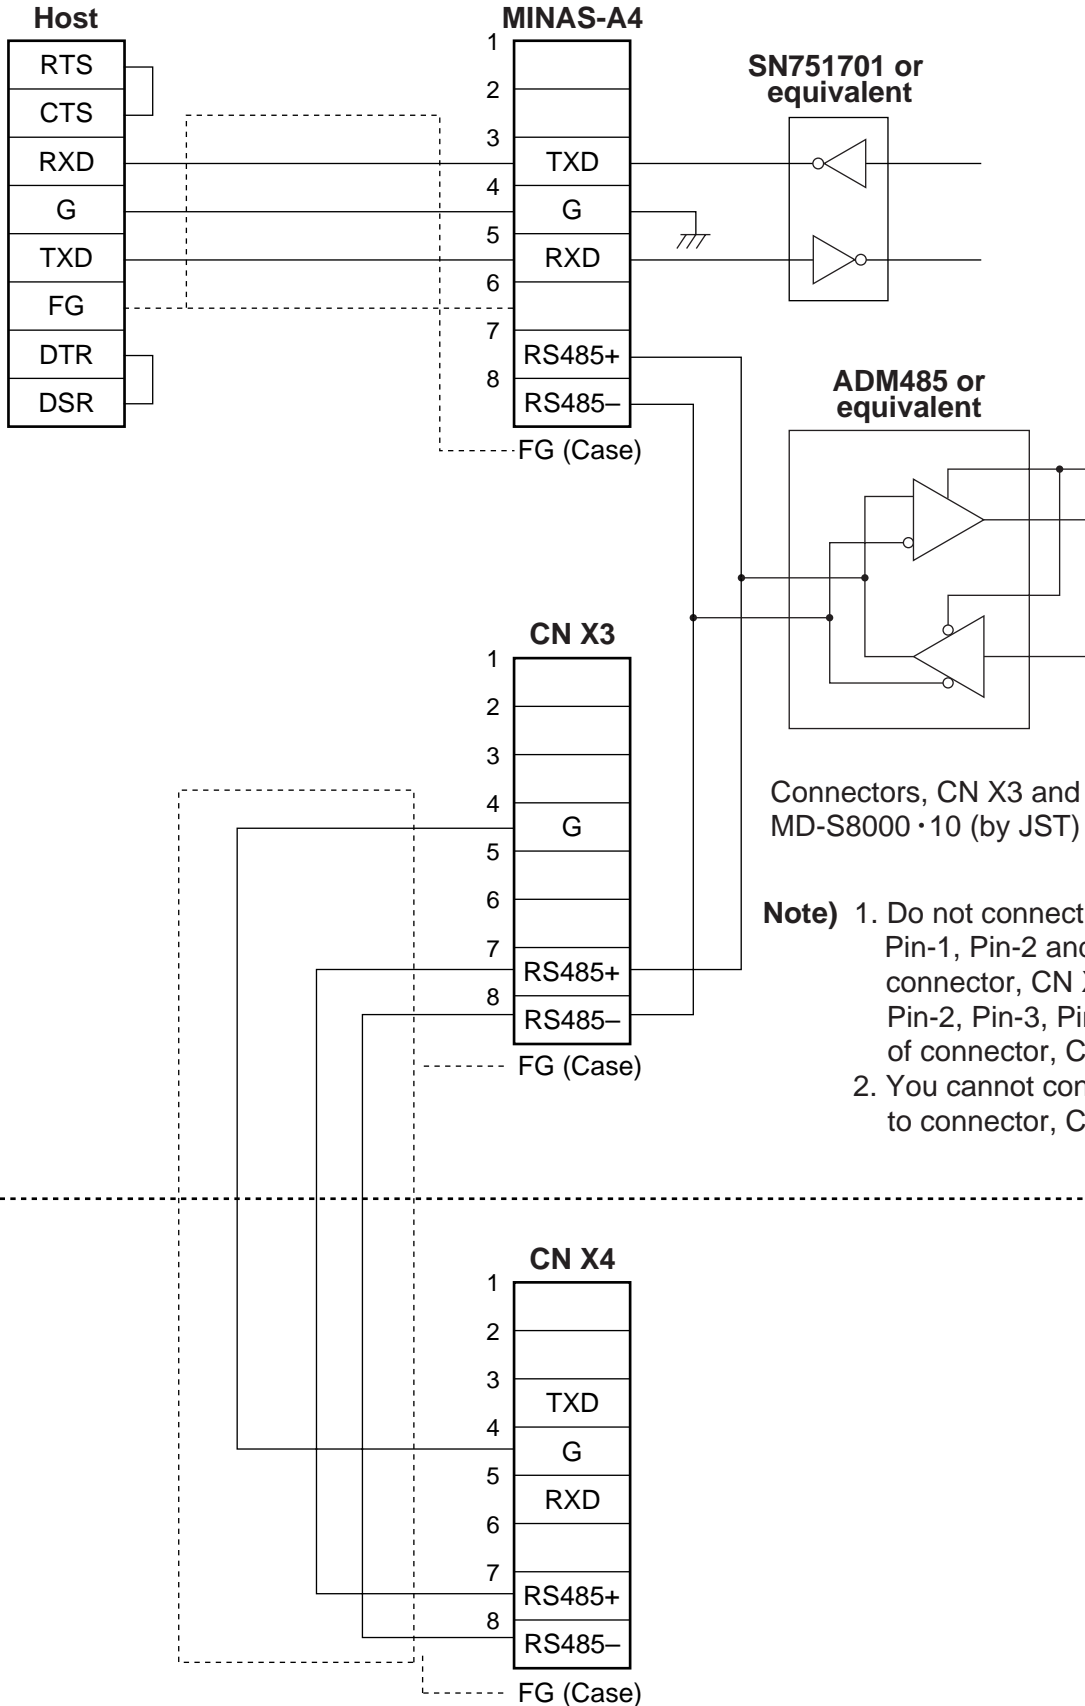 Host
RTS
CTS
RXD
G
TXD
FG
DTR
DSR
MINAS-A4
1
2
3
TXD
4
G
5
RXD
6
7
RS485+
8
RS485–
FG (Case)
SN751701 or
equivalent
ADM485 or
equivalent
CN X3
1
2
3
4
G
5
6
7
RS485+
8
RS485–
FG (Case)
Connectors, CN X3 and
MD-S8000・10 (by JST)
Note) 1. Do not connect
Pin-1, Pin-2 and
connector, CN X
Pin-2, Pin-3, Pin
of connector, C
2. You cannot con
to connector, C
CN X4
1
2
3
TXD
4
G
5
RXD
6
7
RS485+
8
RS485–
FG (Case)